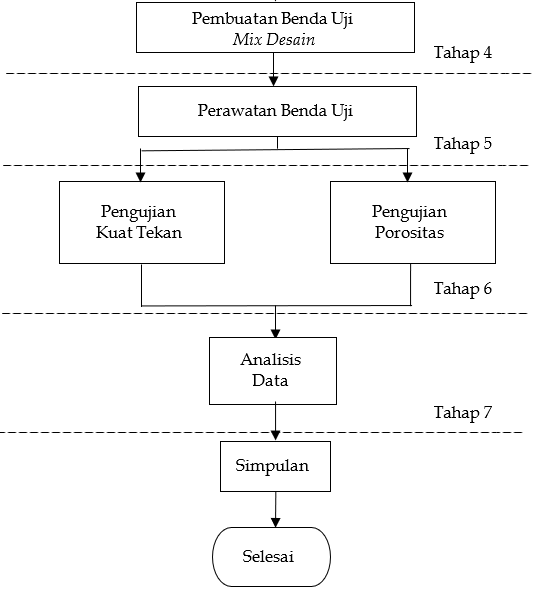 Pembuatan Benda Uji
Mix Desain
Tahap 4
Perawatan Benda Uji
Tahap 5
Pengujian
Kuat Tekan
Pengujian
Porositas
Tahap 6
Analisis
Data
Tahap 7
Simpulan
Selesai